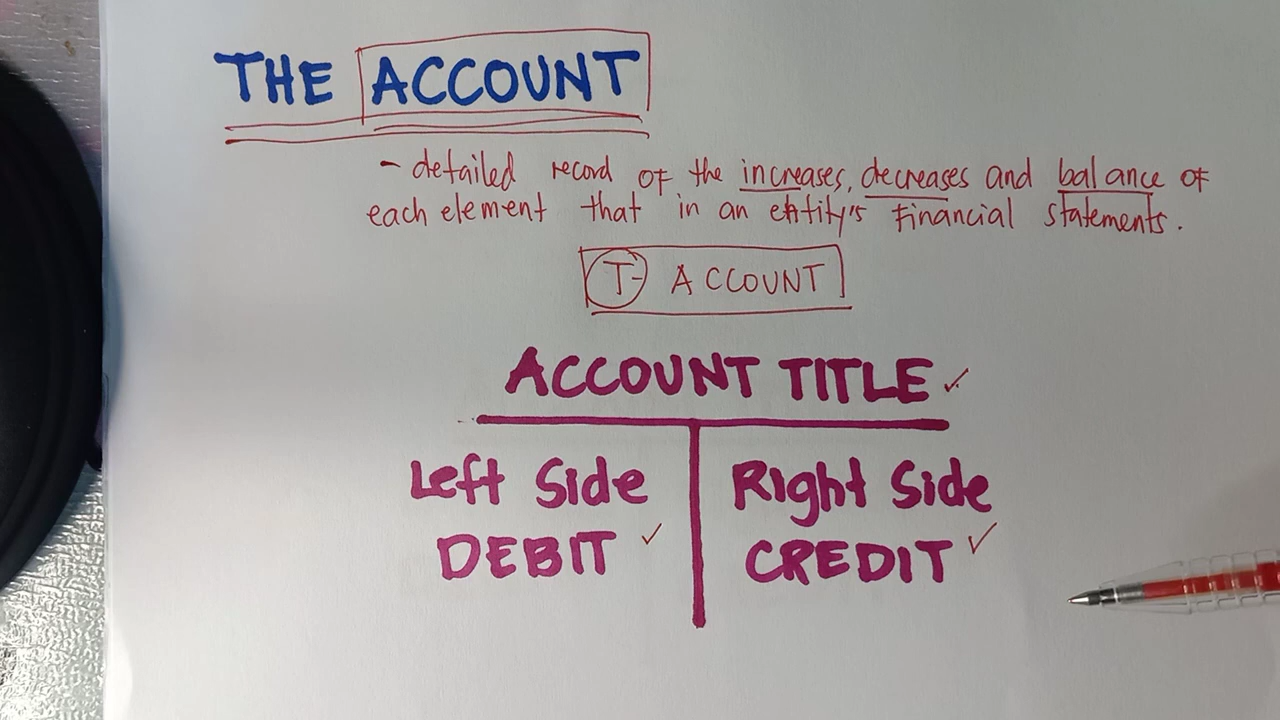 THE ACCOUNT
- detailed record of the increases, decreases and balance of
each element that in an entity's financial statements.
T- ACCOUNT
ACCOUNT TITLE ✓
Left Side Right Side
DEBIT ✓ CREDIT ✓